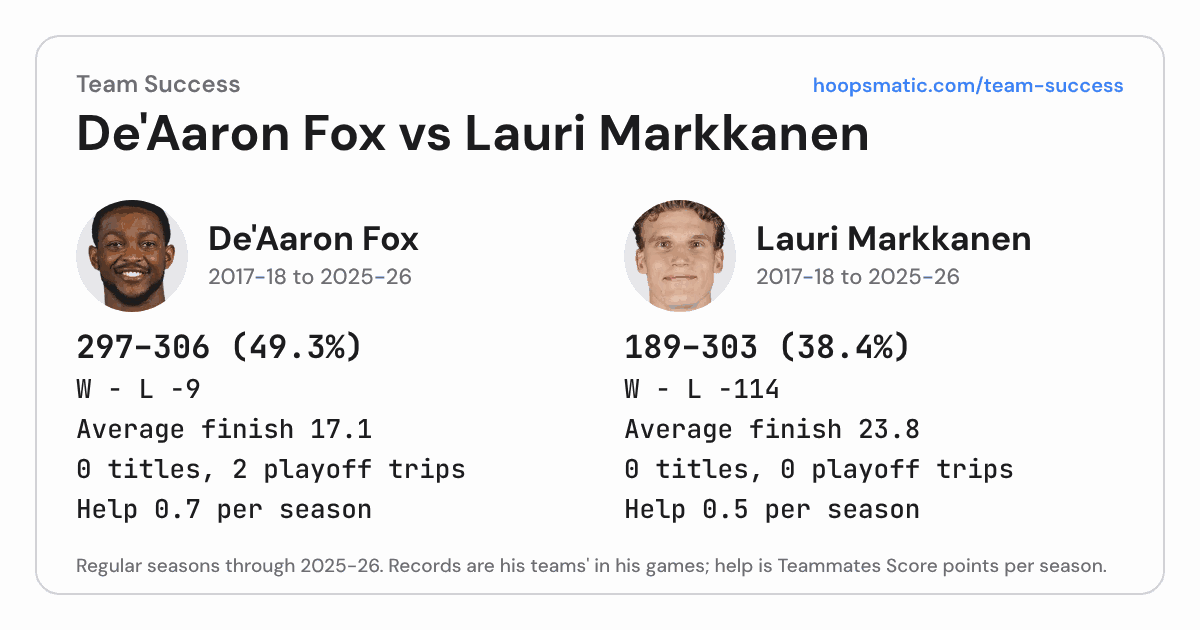 Team Success
hoopsmatic.com/team-success
De'Aaron Fox vs Lauri Markkanen
De'Aaron Fox
2017-18 to 2025-26
297-306 (49.3%)
W - L -9
Average finish 17.1
0 titles, 2 playoff trips
Help 0.7 per season
Lauri Markkanen
2017-18 to 2025-26
189-303 (38.4%)
W - L -114
Average finish 23.8
0 titles, 0 playoff trips
Help 0.5 per season
Regular seasons through 2025-26. Records are his teams' in his games; help is Teammates Score points per season.